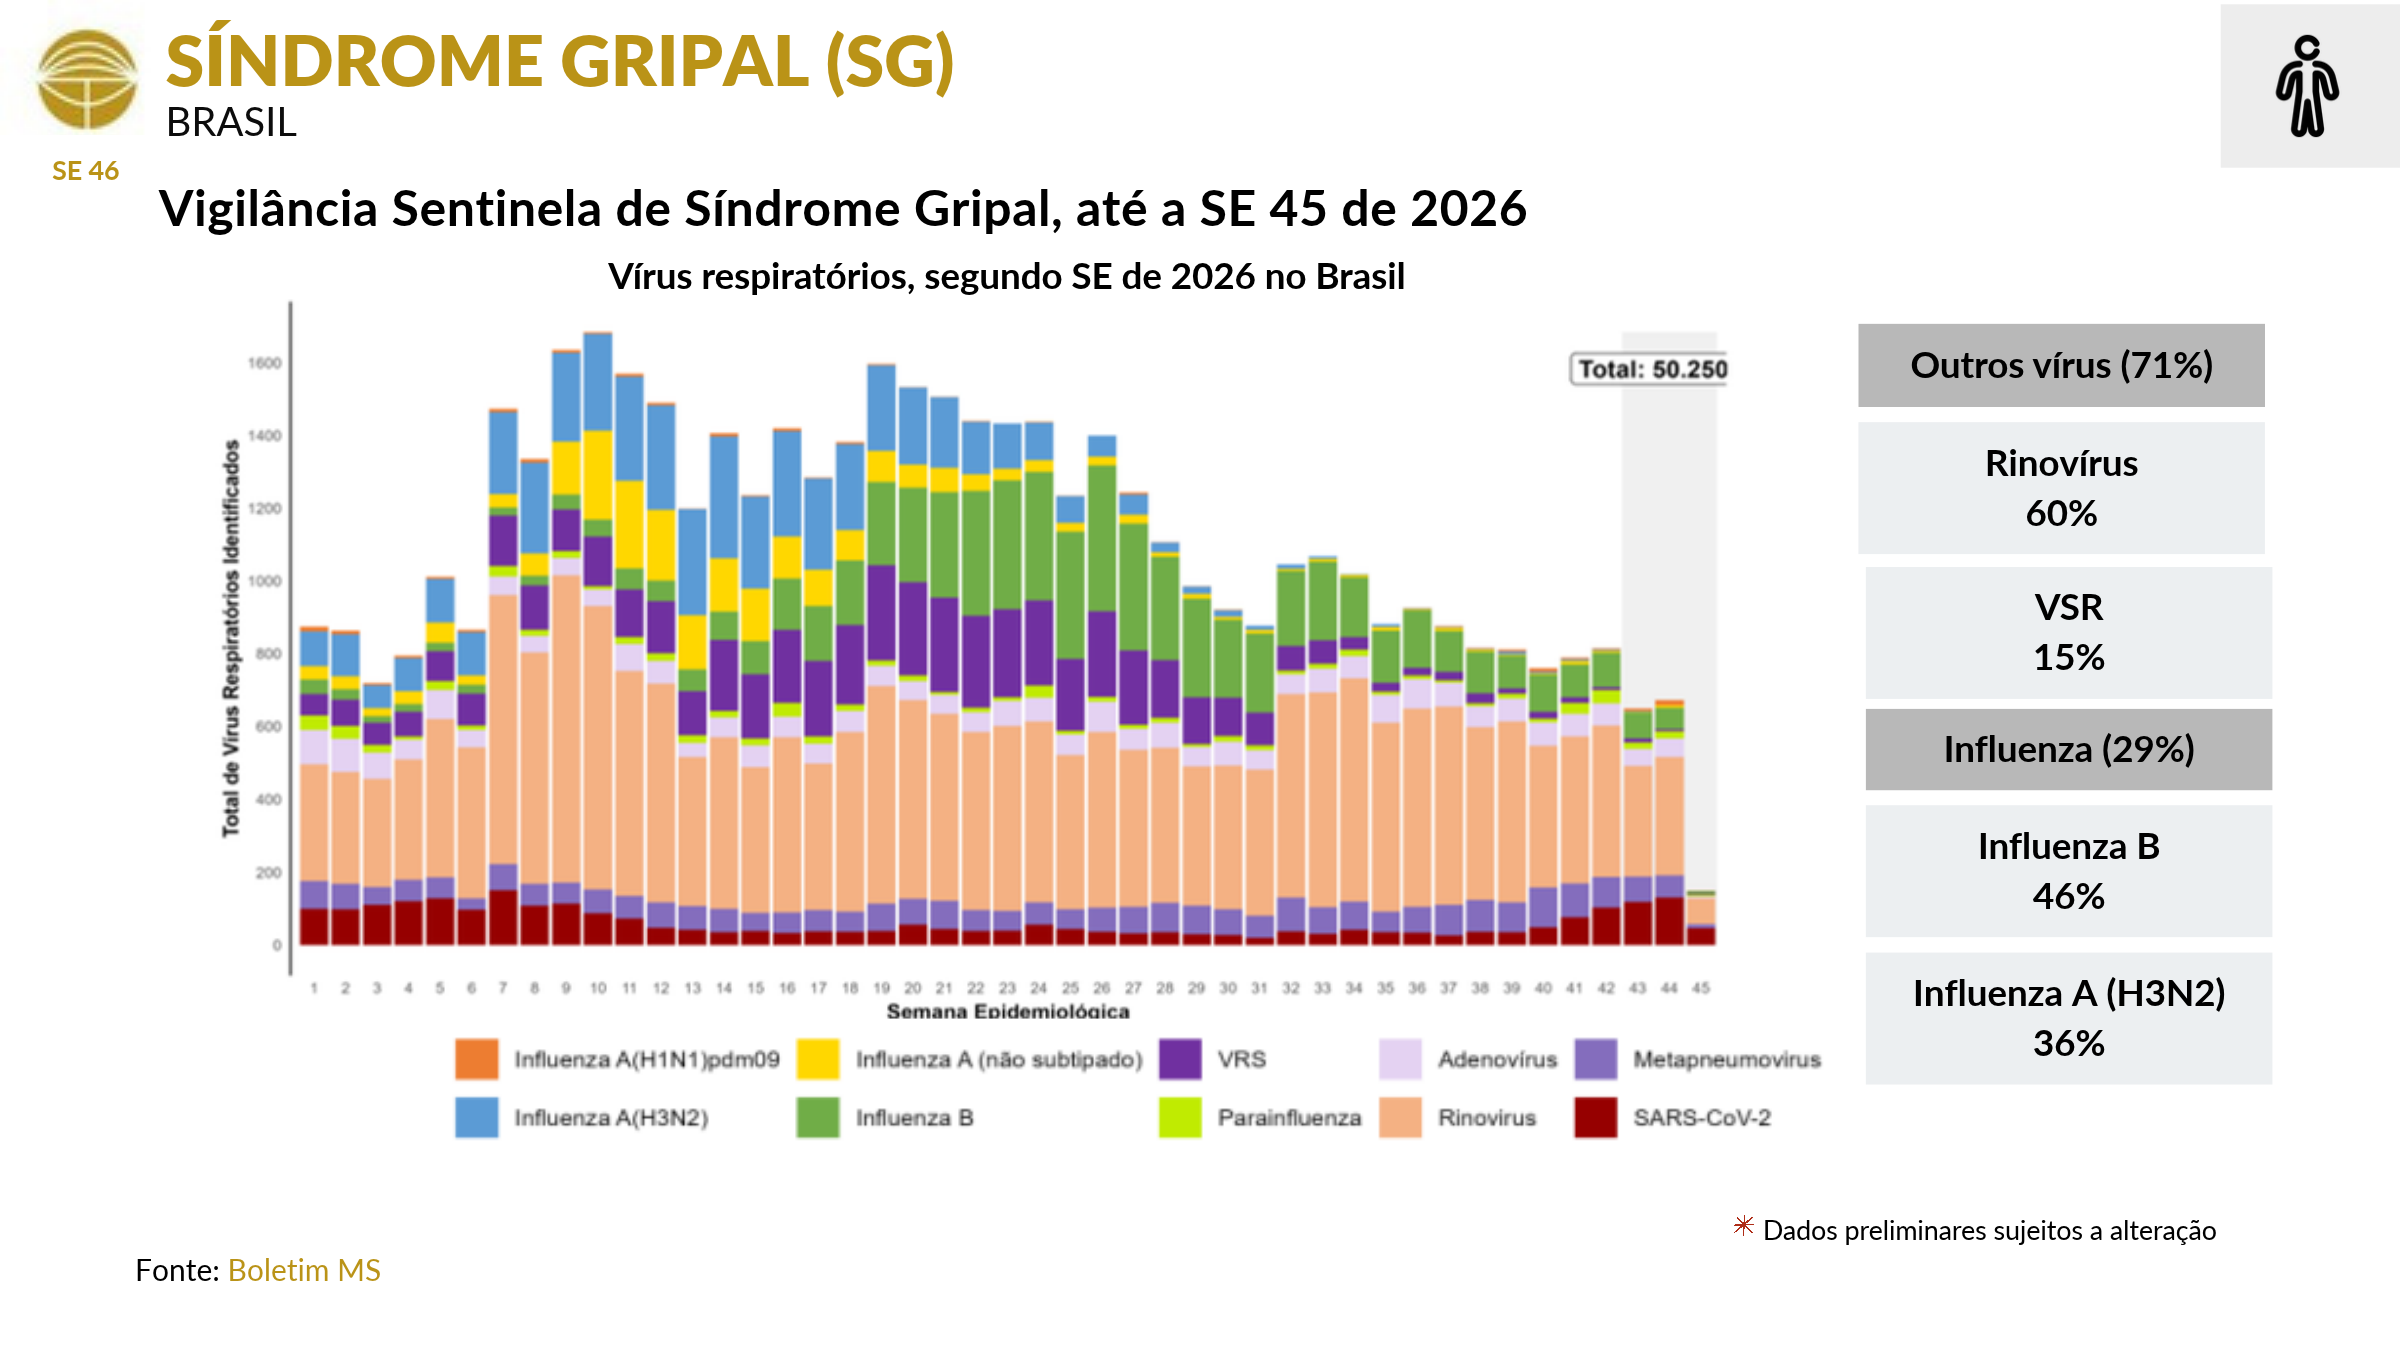 SÍNDROME GRIPAL (SG)
BRASIL
SE 46
Vigilância Sentinela de Síndrome Gripal, até a SE 45 de 2026
Vírus respiratórios, segundo SE de 2026 no Brasil
Total: 50.250
Total de Vírus Respiratórios Identificados
1600
1400
1200
1000
800
600
400
200
0
1 2 3 4 5 6 7 8 9 10 11 12 13 14 15 16 17 18 19 20 21 22 23 24 25 26 27 28 29 30 31 32 33 34 35 36 37 38 39 40 41 42 43 44 45
Semana Epidemiológica
Influenza A(H1N1)pdm09 Influenza A (não subtipado) VRS Adenovírus Metapneumovirus
Influenza A(H3N2) Influenza B Parainfluenza Rinovirus SARS-CoV-2
Outros vírus (71%)
Rinovírus
60%
VSR
15%
Influenza (29%)
Influenza B
46%
Influenza A (H3N2)
36%
Dados preliminares sujeitos a alteração
Fonte: Boletim MS